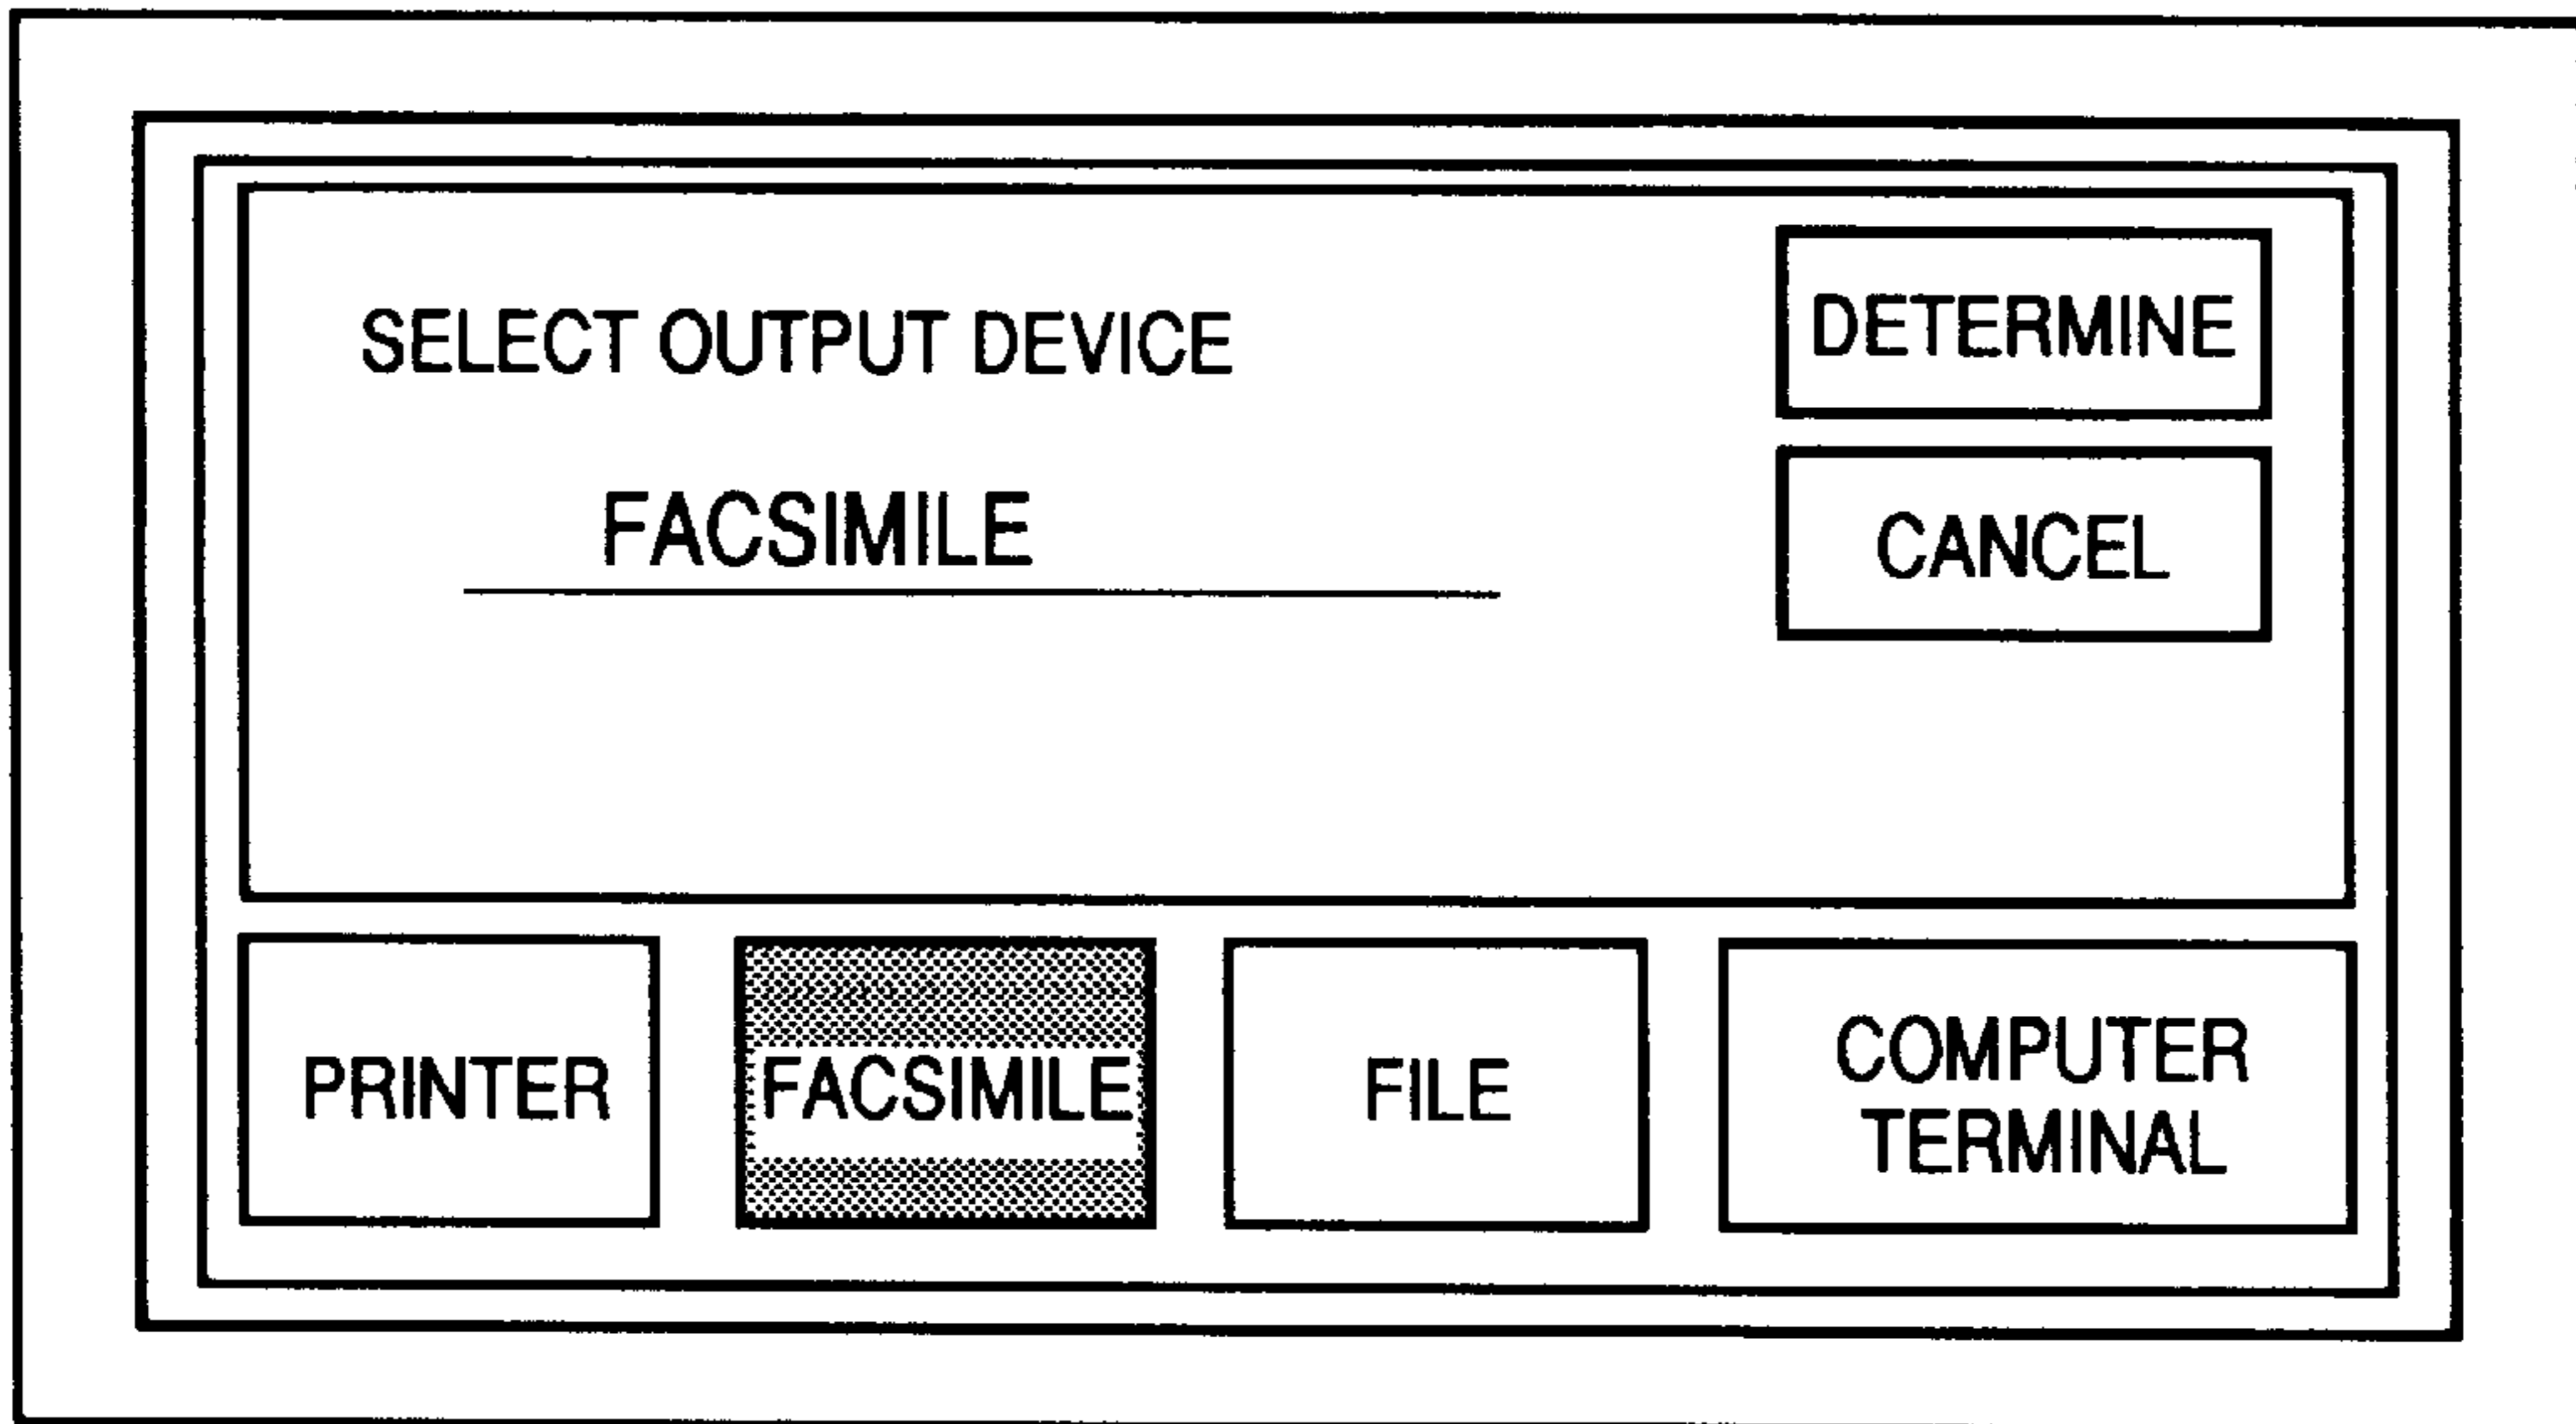 SELECT OUTPUT DEVICE
DETERMINE
FACSIMILE
CANCEL
PRINTER
FACSIMILE
FILE
COMPUTER
TERMINAL